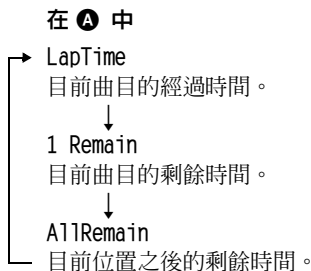 在 A 中
LapTime
目前曲目的經過時間。
1 Remain
目前曲目的剩餘時間。
AllRemain
目前位置之後的剩餘時間。